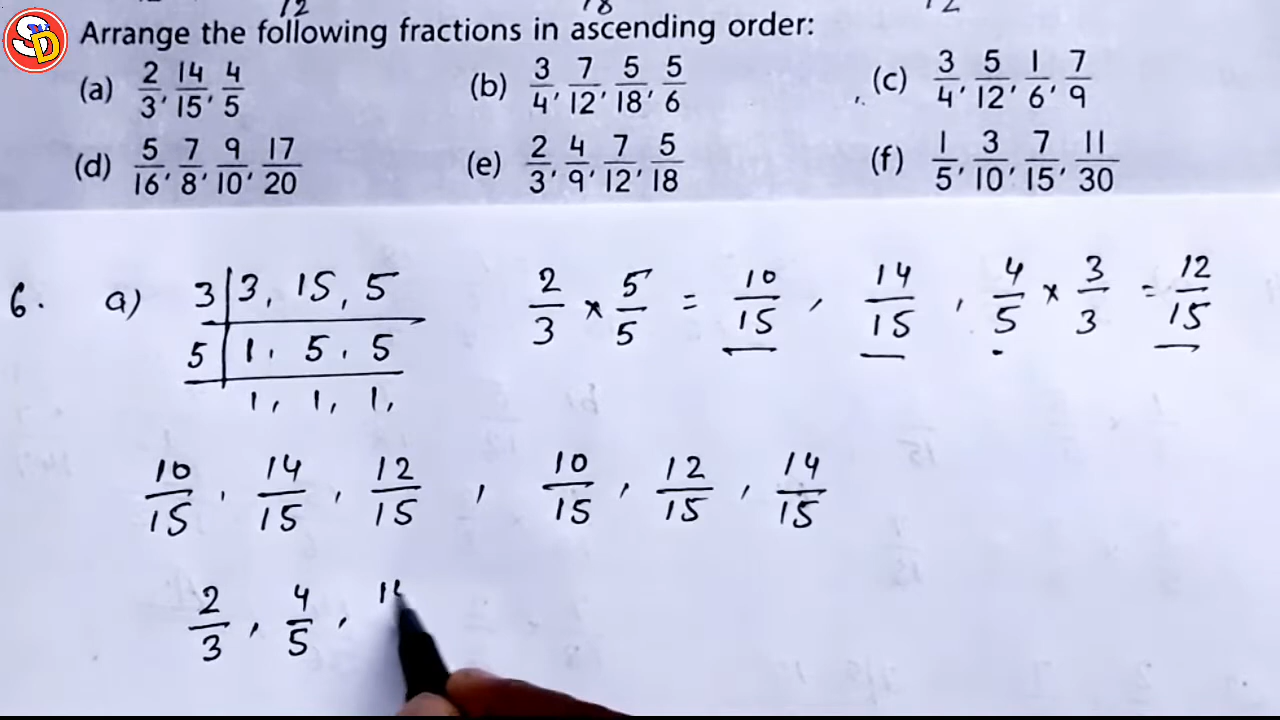 SD
12 18 12
Arrange the following fractions in ascending order:
(a) 2/3, 14/15, 4/5 (b) 3/4, 7/12, 5/18, 5/6 (c) 3/4, 5/12, 1/6, 7/9
(d) 5/16, 7/8, 9/10, 17/20 (e) 2/3, 4/9, 7/12, 5/18 (f) 1/5, 3/10, 7/15, 11/30
6. a) 3 | 3, 15, 5 2/3 × 5/5 = 10/15, 14/15, 4/5 × 3/3 = 12/15
5 | 1, 5, 5
1, 1, 1,
10/15, 14/15, 12/15, 10/15, 12/15, 14/15
2/3, 4/5,